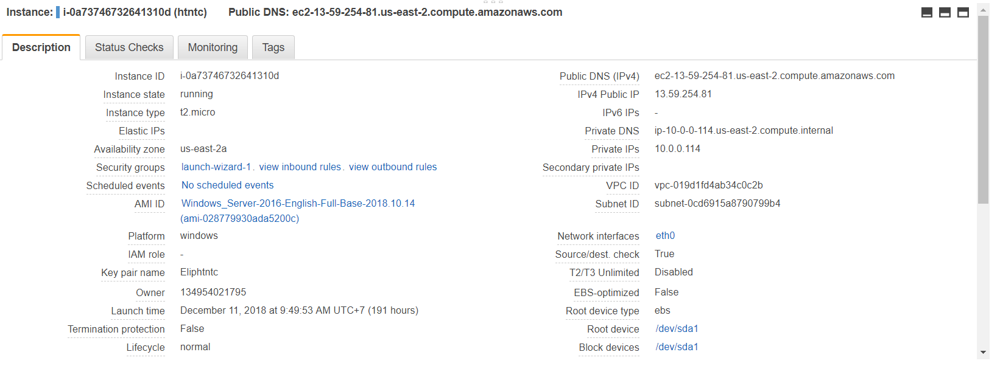 Instance: i-0a73746732641310d (htntc) Public DNS: ec2-13-59-254-81.us-east-2.compute.amazonaws.com
Description Status Checks Monitoring Tags
Instance ID i-0a73746732641310d Public DNS (IPv4) ec2-13-59-254-81.us-east-2.compute.amazonaws.com
Instance state running IPv4 Public IP 13.59.254.81
Instance type t2.micro IPv6 IPs -
Elastic IPs Private DNS ip-10-0-0-114.us-east-2.compute.internal
Availability zone us-east-2a Private IPs 10.0.0.114
Security groups launch-wizard-1. view inbound rules. view outbound rules Secondary private IPs
Scheduled events No scheduled events VPC ID vpc-019d1fd4ab34c0c2b
AMI ID Windows_Server-2016-English-Full-Base-2018.10.14 Subnet ID subnet-0cd6915a8790799b4
(ami-028779930ada5200c)
Platform windows Network interfaces eth0
IAM role - Source/dest. check True
Key pair name Eliphtntc T2/T3 Unlimited Disabled
Owner 134954021795 EBS-optimized False
Launch time December 11, 2018 at 9:49:53 AM UTC+7 (191 hours) Root device type ebs
Termination protection False Root device /dev/sda1
Lifecycle normal Block devices /dev/sda1